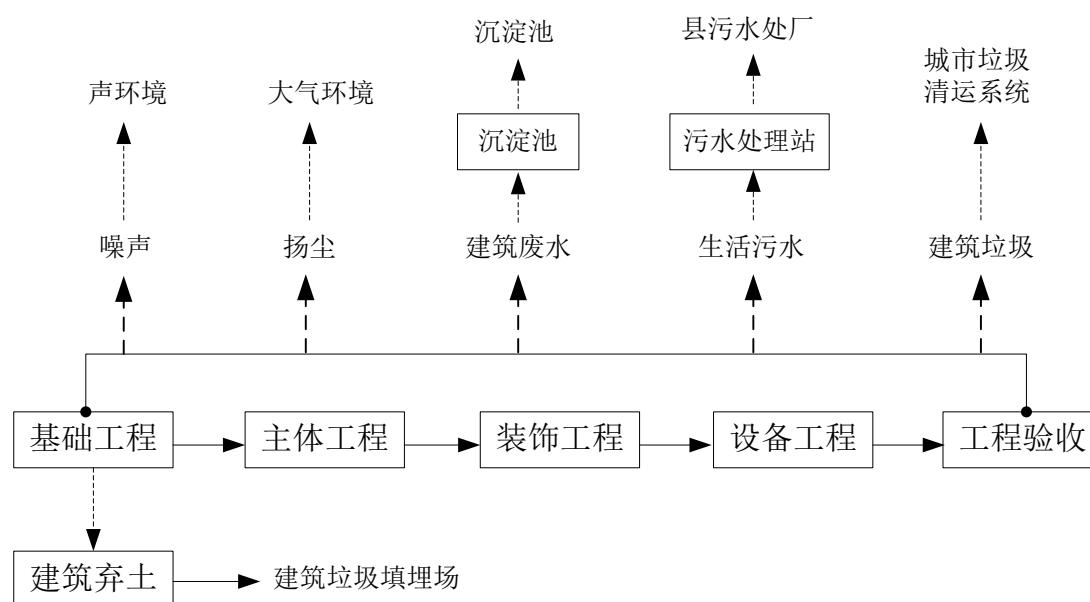 沉淀池
县污水处厂
声环境
大气环境
城市垃圾
清运系统
沉淀池
污水处理站
噪声
扬尘
建筑废水
生活污水
建筑垃圾
基础工程
主体工程
装饰工程
设备工程
工程验收
建筑弃土
建筑垃圾填埋场